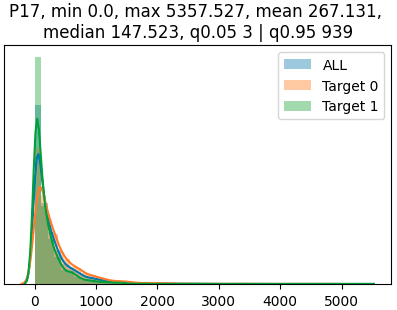 P17, min 0.0, max 5357.527, mean 267.131,
median 147.523, q0.05 3 | q0.95 939
ALL
Target 0
Target 1
0 1000 2000 3000 4000 5000